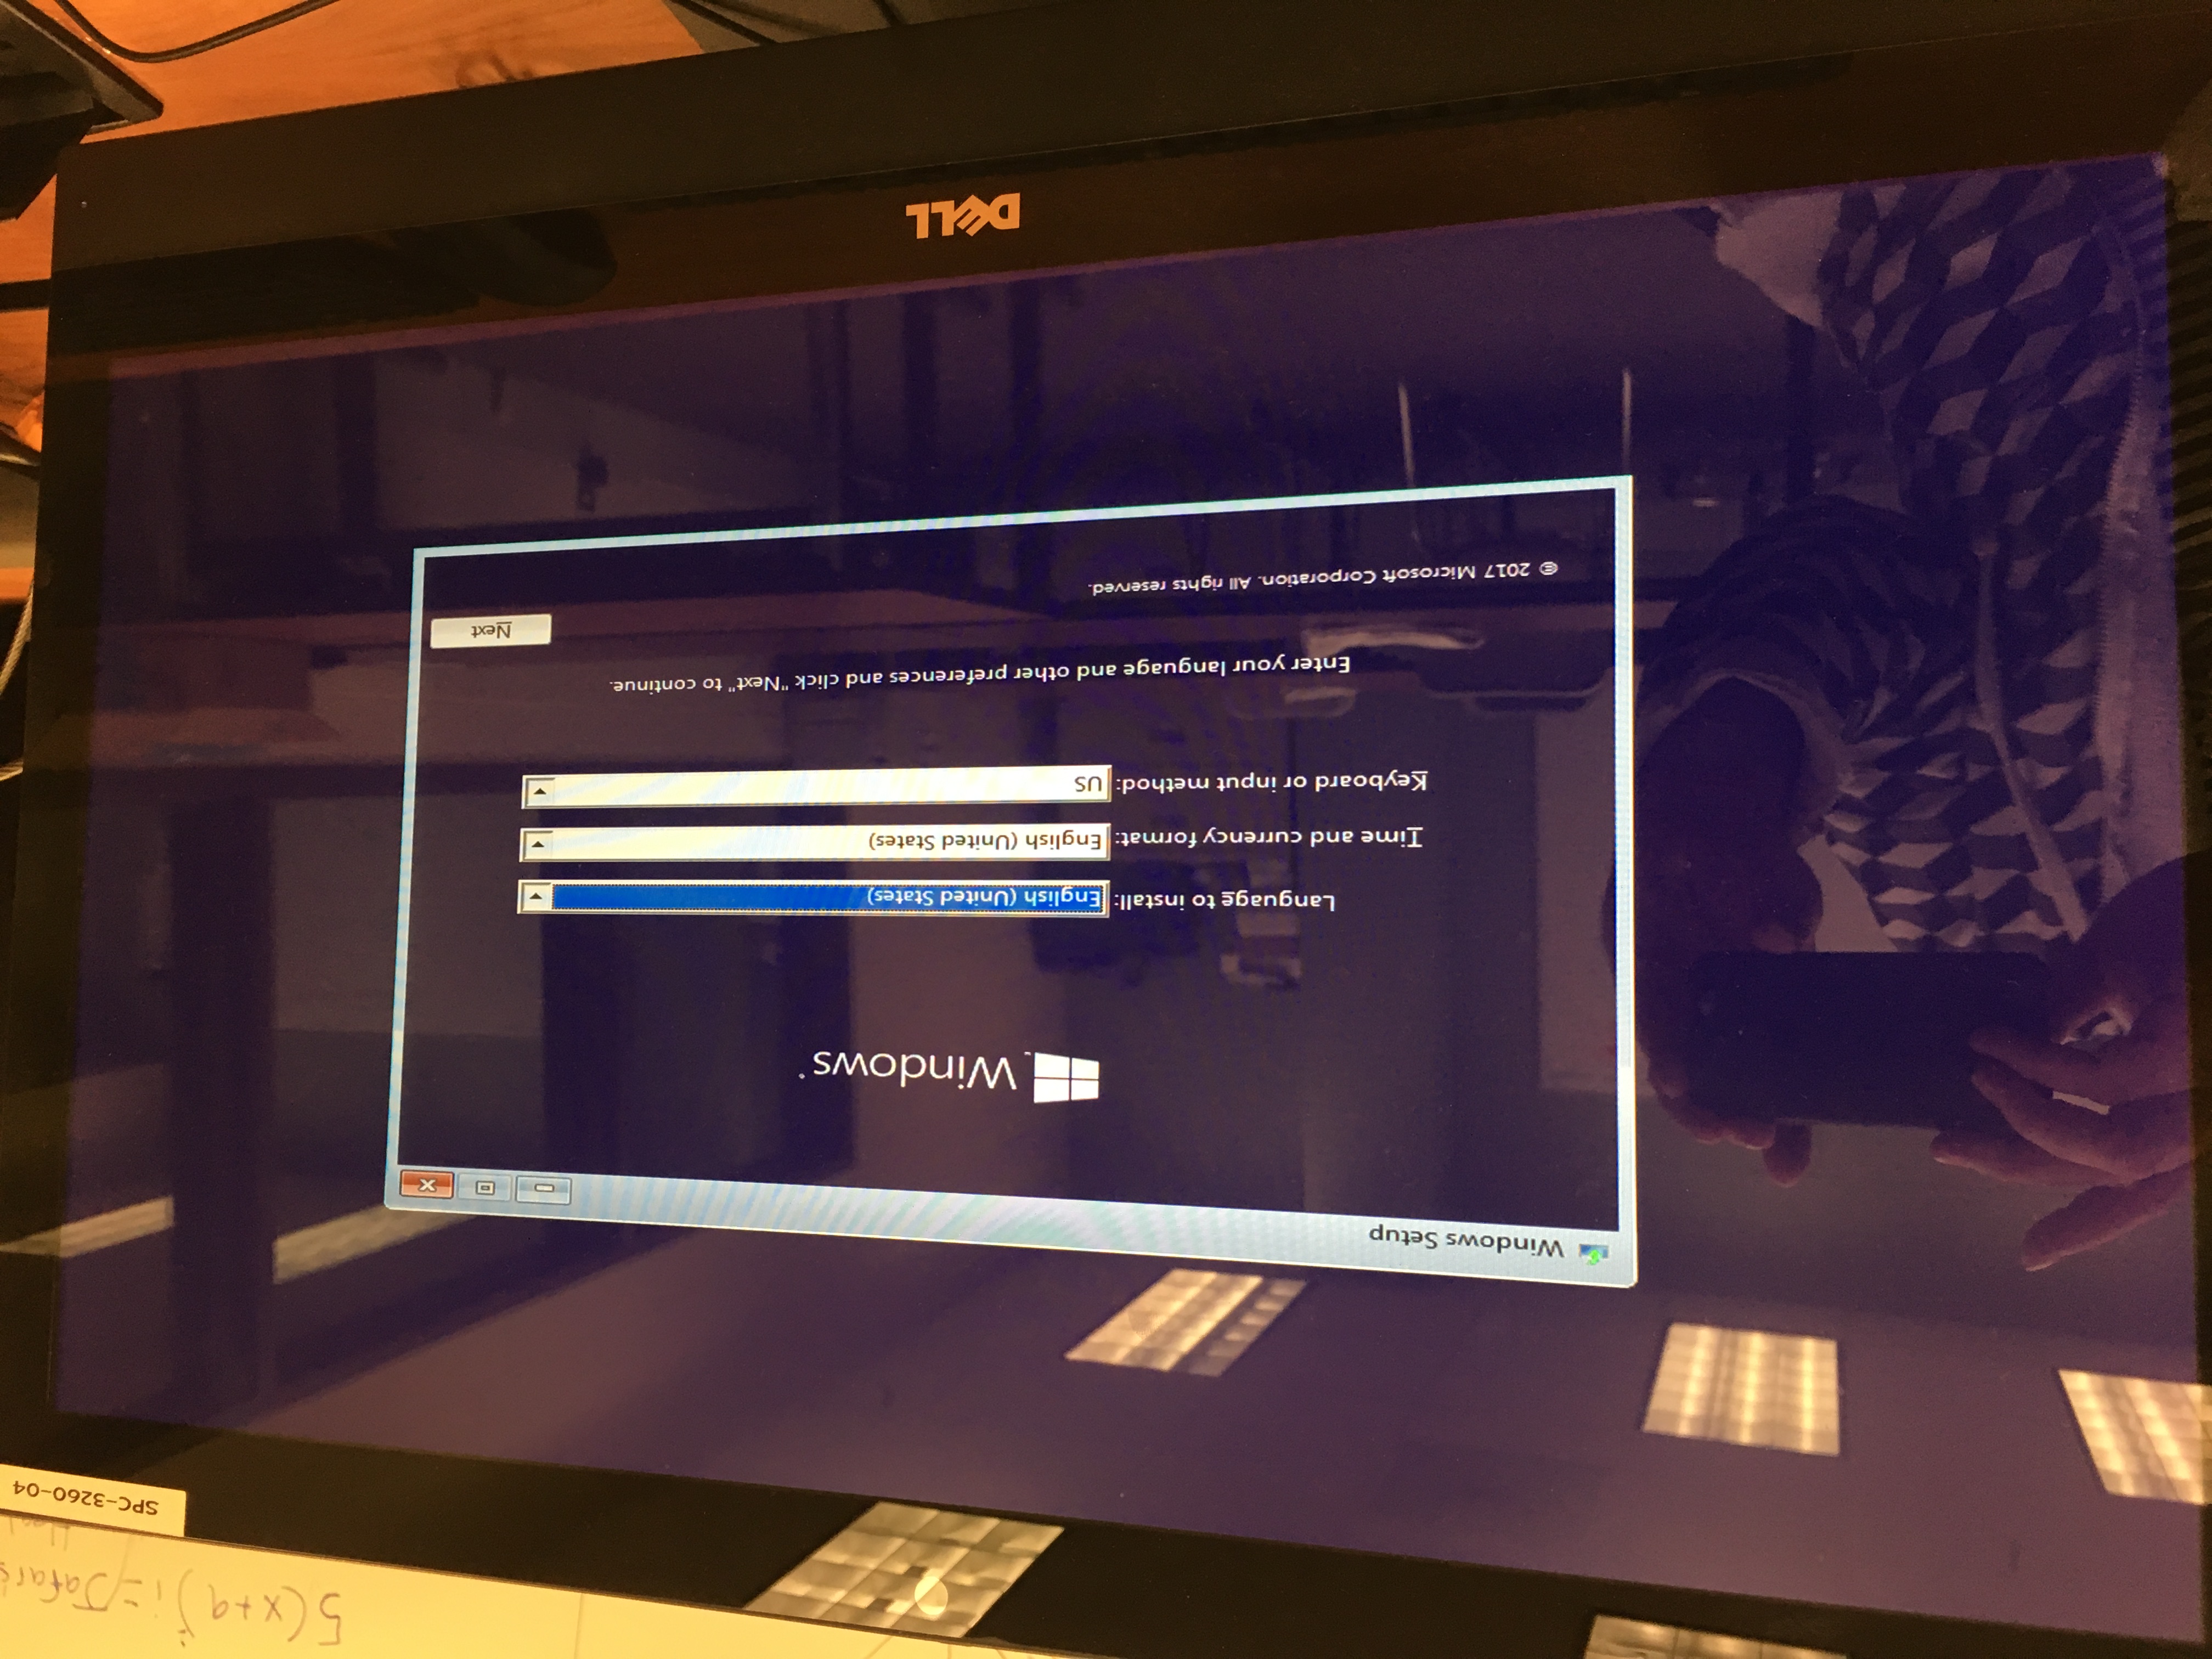 5(x+a) i = Jafars
SPC-3260-04
Windows Setup
Windows
Language to install: English (United States)
Time and currency format: English (United States)
Keyboard or input method: US
Enter your language and other preferences and click "Next" to continue.
Next
© 2017 Microsoft Corporation. All rights reserved.
DELL